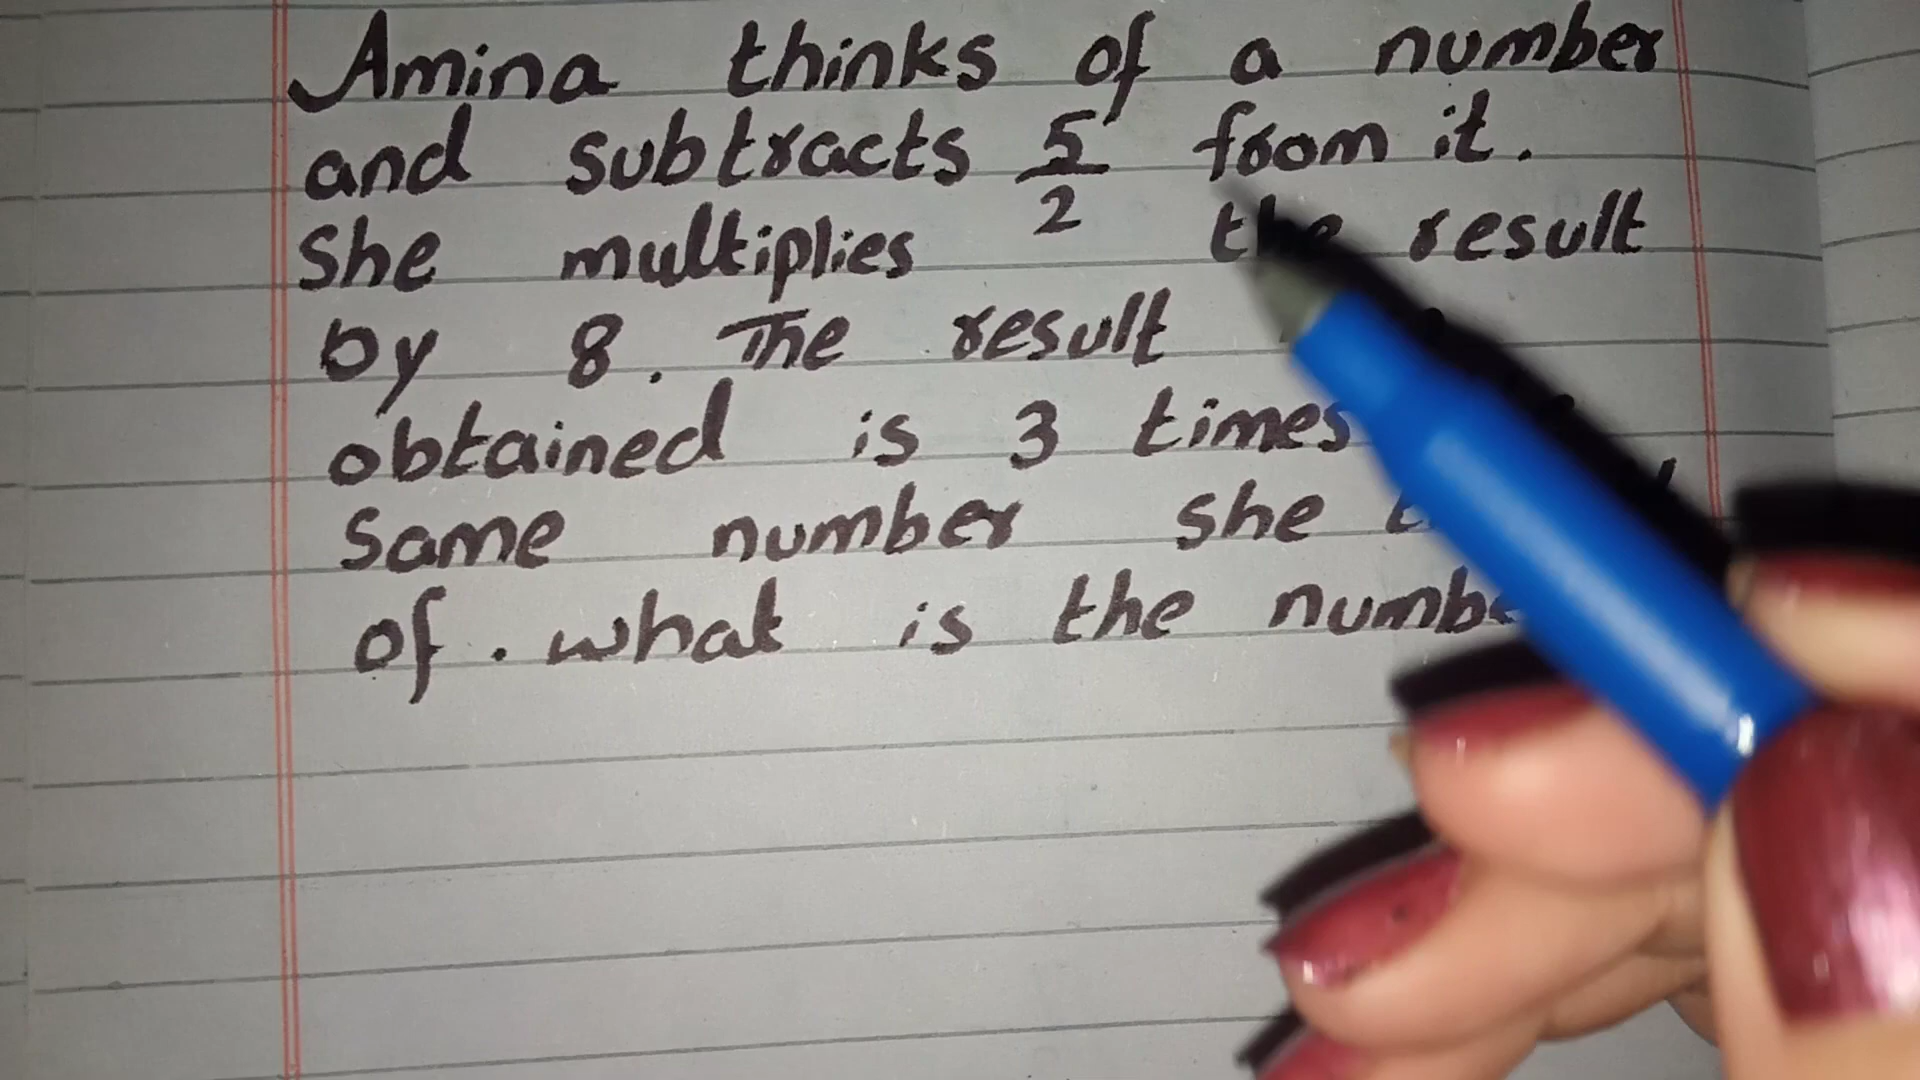 Amina thinks of a number
and subtracts 5/2 from it.
She multiplies the result
by 8. The result
obtained is 3 times
same number she
of. what is the